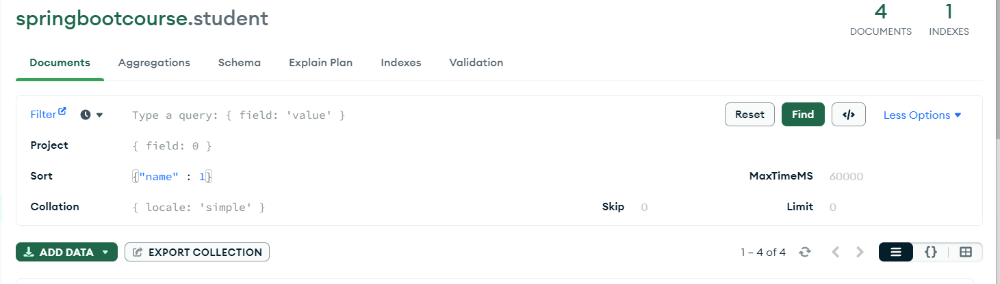 springbootcourse.student
4 1
DOCUMENTS INDEXES
Documents Aggregations Schema Explain Plan Indexes Validation
Filter Type a query: { field: 'value' } Reset Find </> Less Options
Project { field: 0 }
Sort {"name" : 1} MaxTimeMS 60000
Collation { locale: 'simple' } Skip 0 Limit 0
ADD DATA EXPORT COLLECTION 1 – 4 of 4 {}